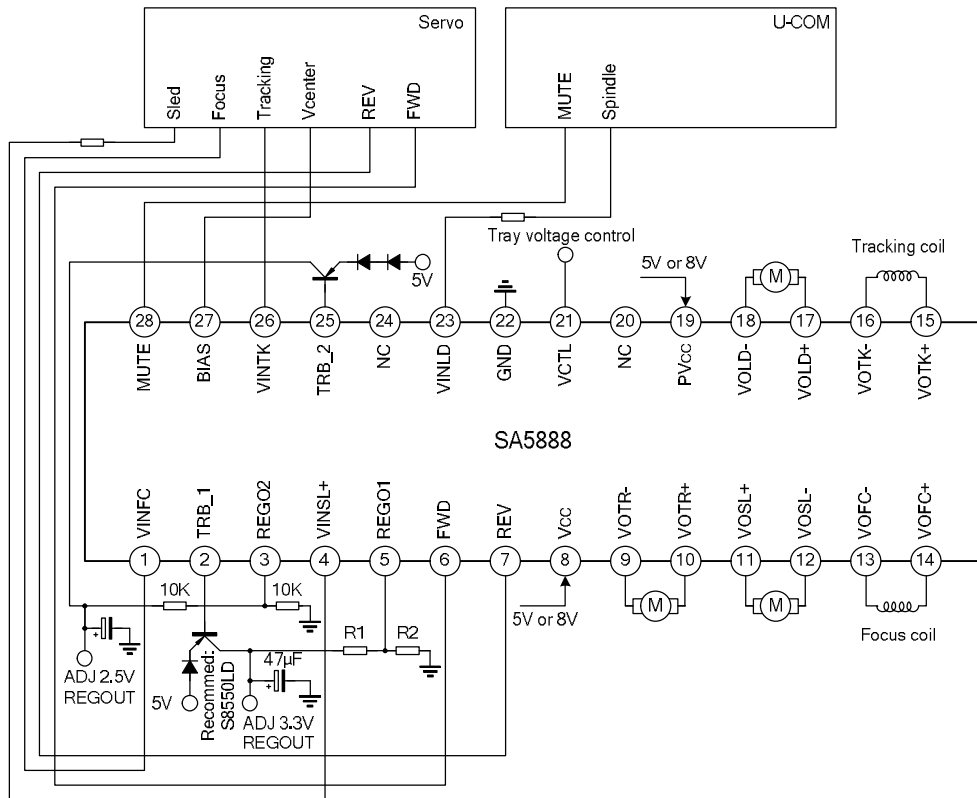 Servo
U-COM
Sled
Focus
Tracking
Vcenter
REV
FWD
MUTE
Spindle
Tray voltage control
5V
5V or 8V
M
Tracking coil
28
27
26
25
24
23
22
21
20
19
18
17
16
15
MUTE
BIAS
VINTK
TRB_2
NC
VINLD
GND
VCTL
NC
PVCC
VOLD-
VOLD+
VOTK-
VOTK+
SA5888
VINFC
TRB_1
REGO2
VINSL+
REGO1
FWD
REV
VCC
VOTR-
VOTR+
VOSL+
VOSL-
VOFC-
VOFC+
1
2
3
4
5
6
7
8
9
10
11
12
13
14
10K
10K
5V or 8V
M
M
Focus coil
+
ADJ 2.5V
REGOUT
5V
Recommed:
S8550LD
47μF
+
R1
R2
ADJ 3.3V
REGOUT